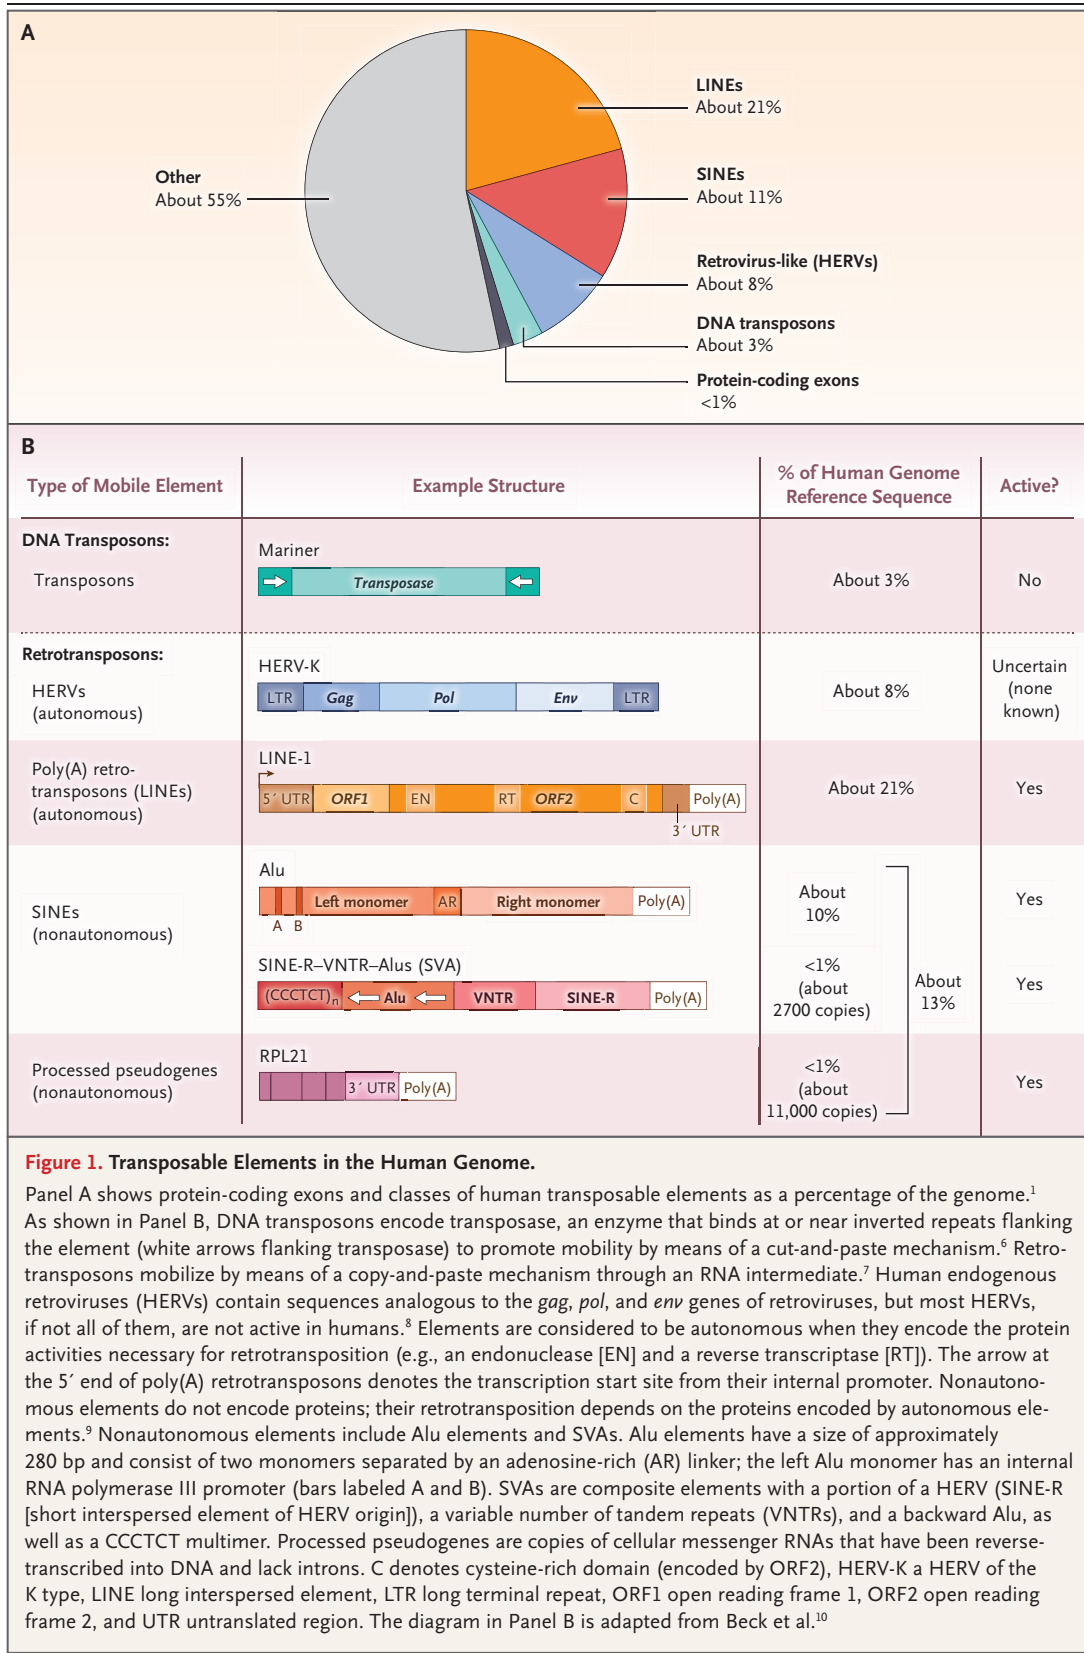 A
LINEs
About 21%
SINEs
About 11%
Other
About 55%
Retrovirus-like (HERVs)
About 8%
DNA transposons
About 3%
Protein-coding exons
<1%
B
Type of Mobile Element
Example Structure
% of Human Genome
Reference Sequence
Active?
DNA Transposons:
Transposons
Mariner
Transposase
About 3%
No
Retrotransposons:
HERVs
(autonomous)
HERV-K
LTR Gag Pol Env LTR
About 8%
Uncertain
(none
known)
Poly(A) retro-
transposons (LINEs)
(autonomous)
LINE-1
5´ UTR ORF1 EN RT ORF2 C Poly(A)
3´ UTR
About 21%
Yes
SINEs
(nonautonomous)
Alu
Left monomer AR Right monomer Poly(A)
A B
About
10%
Yes
SINE-R–VNTR–Alus (SVA)
(CCCTCT)n Alu VNTR SINE-R Poly(A)
<1%
(about
2700 copies)
About
13%
Yes
Processed pseudogenes
(nonautonomous)
RPL21
3´ UTR Poly(A)
<1%
(about
11,000 copies)
Yes
Figure 1. Transposable Elements in the Human Genome.
Panel A shows protein-coding exons and classes of human transposable elements as a percentage of the genome.1
As shown in Panel B, DNA transposons encode transposase, an enzyme that binds at or near inverted repeats flanking
the element (white arrows flanking transposase) to promote mobility by means of a cut-and-paste mechanism.6 Retro-
transposons mobilize by means of a copy-and-paste mechanism through an RNA intermediate.7 Human endogenous
retroviruses (HERVs) contain sequences analogous to the gag, pol, and env genes of retroviruses, but most HERVs,
if not all of them, are not active in humans.8 Elements are considered to be autonomous when they encode the protein
activities necessary for retrotransposition (e.g., an endonuclease [EN] and a reverse transcriptase [RT]). The arrow at
the 5´ end of poly(A) retrotransposons denotes the transcription start site from their internal promoter. Nonautono-
mous elements do not encode proteins; their retrotransposition depends on the proteins encoded by autonomous ele-
ments.9 Nonautonomous elements include Alu elements and SVAs. Alu elements have a size of approximately
280 bp and consist of two monomers separated by an adenosine-rich (AR) linker; the left Alu monomer has an internal
RNA polymerase III promoter (bars labeled A and B). SVAs are composite elements with a portion of a HERV (SINE-R
[short interspersed element of HERV origin]), a variable number of tandem repeats (VNTRs), and a backward Alu, as
well as a CCCTCT multimer. Processed pseudogenes are copies of cellular messenger RNAs that have been reverse-
transcribed into DNA and lack introns. C denotes cysteine-rich domain (encoded by ORF2), HERV-K a HERV of the
K type, LINE long interspersed element, LTR long terminal repeat, ORF1 open reading frame 1, ORF2 open reading
frame 2, and UTR untranslated region. The diagram in Panel B is adapted from Beck et al.10